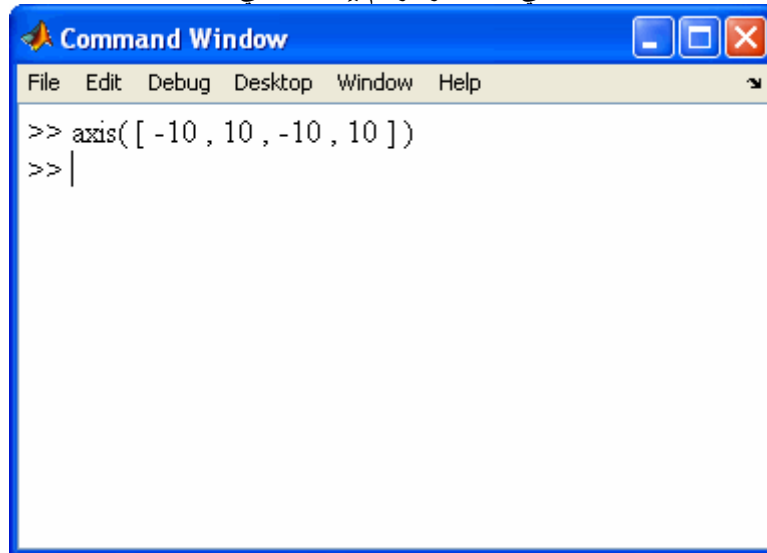 Command Window
File Edit Debug Desktop Window Help
>> axis( [ -10 , 10 , -10 , 10 ] )
>>